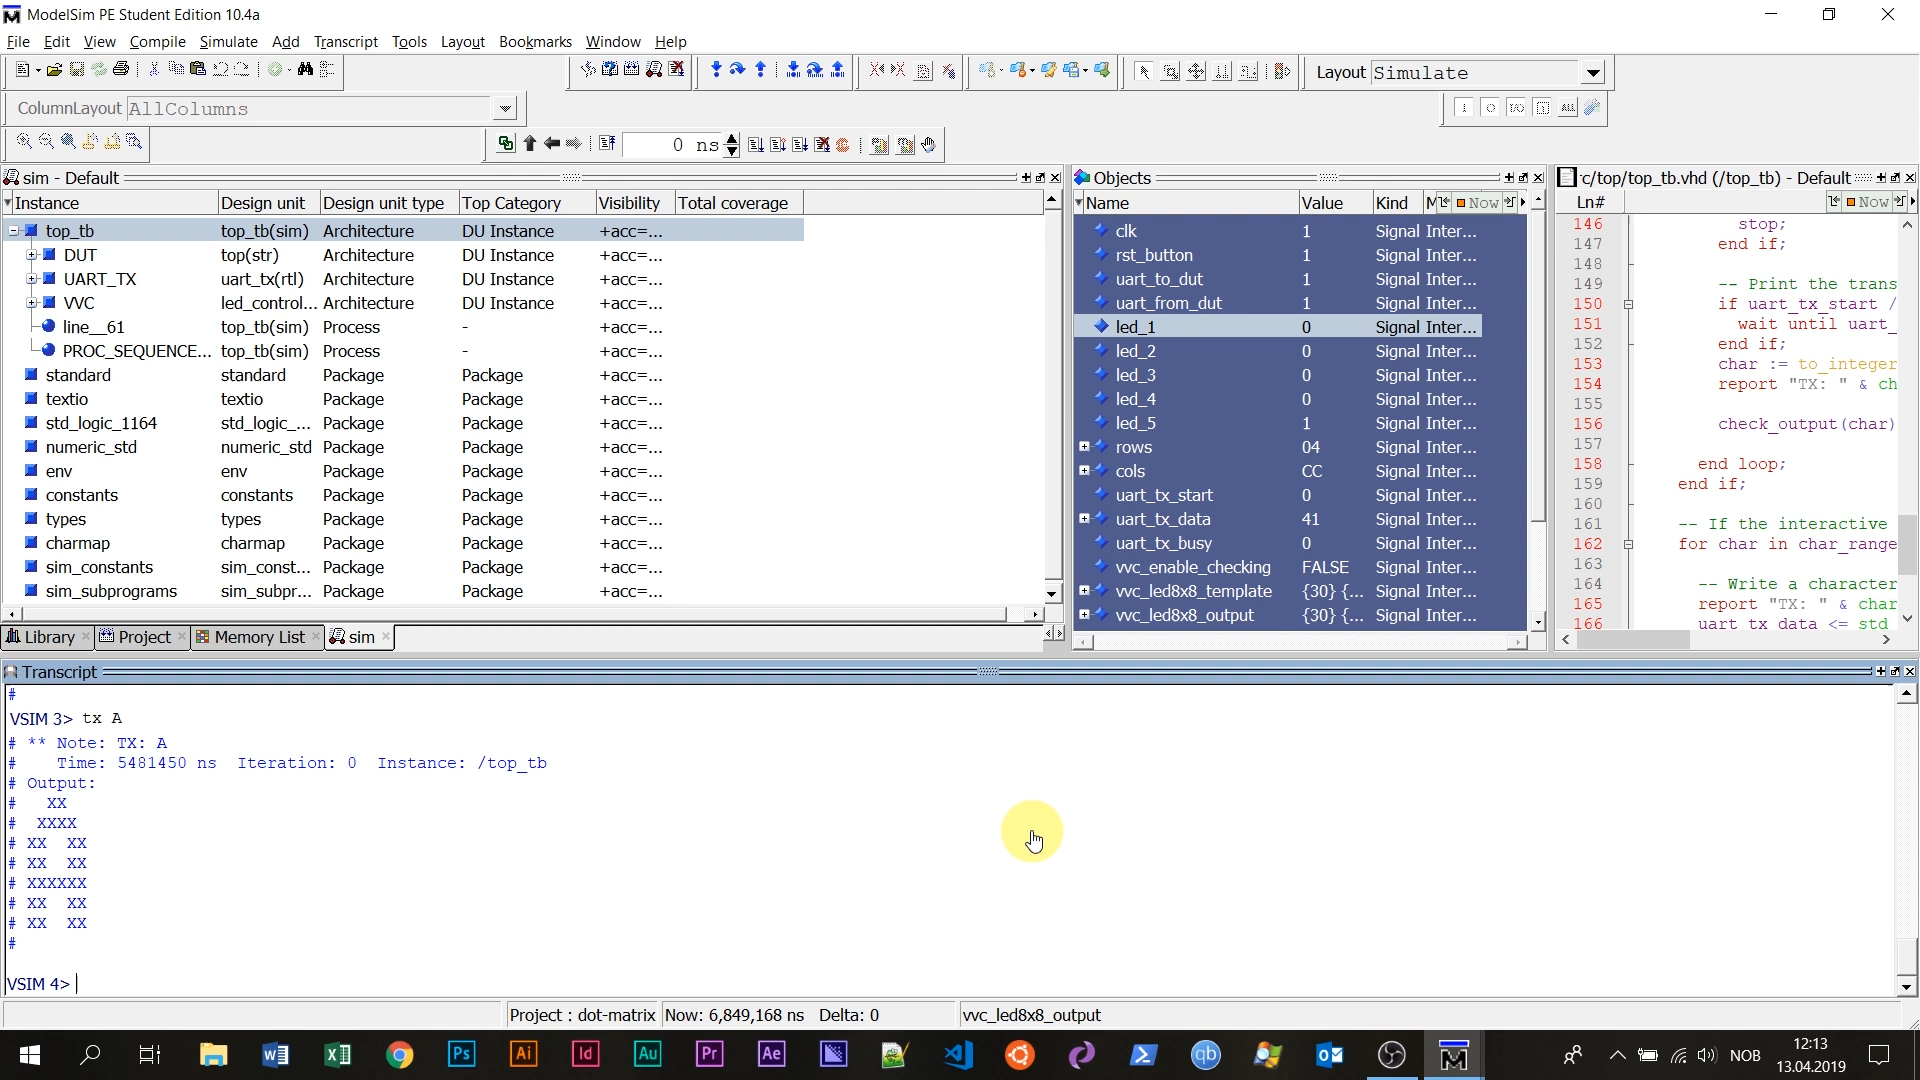 ModelSim PE Student Edition 10.4a
File Edit View Compile Simulate Add Transcript Tools Layout Bookmarks Window Help
Layout Simulate
ColumnLayout AllColumns
0 ns
sim - Default
Instance Design unit Design unit type Top Category Visibility Total coverage
top_tb top_tb(sim) Architecture DU Instance +acc=...
DUT top(str) Architecture DU Instance +acc=...
UART_TX uart_tx(rtl) Architecture DU Instance +acc=...
VVC led_control... Architecture DU Instance +acc=...
line__61 top_tb(sim) Process - +acc=...
PROC_SEQUENCE... top_tb(sim) Process - +acc=...
standard standard Package Package +acc=...
textio textio Package Package +acc=...
std_logic_1164 std_logic_... Package Package +acc=...
numeric_std numeric_std Package Package +acc=...
env env Package Package +acc=...
constants constants Package Package +acc=...
types types Package Package +acc=...
charmap charmap Package Package +acc=...
sim_constants sim_const... Package Package +acc=...
sim_subprograms sim_subpr... Package Package +acc=...
Library Project Memory List sim
Objects
Name Value Kind M Now
clk 1 Signal Inter...
rst_button 1 Signal Inter...
uart_to_dut 1 Signal Inter...
uart_from_dut 1 Signal Inter...
led_1 0 Signal Inter...
led_2 0 Signal Inter...
led_3 0 Signal Inter...
led_4 0 Signal Inter...
led_5 1 Signal Inter...
rows 04 Signal Inter...
cols CC Signal Inter...
uart_tx_start 0 Signal Inter...
uart_tx_data 41 Signal Inter...
uart_tx_busy 0 Signal Inter...
vvc_enable_checking FALSE Signal Inter...
vvc_led8x8_template {30} {... Signal Inter...
vvc_led8x8_output {30} {... Signal Inter...
c/top/top_tb.vhd (/top_tb) - Default
Ln# Now
146 stop;
147 end if;
148
149 -- Print the trans
150 if uart_tx_start /
151 wait until uart_
152 end if;
153 char := to_integer
154 report "TX: " & ch
155
156 check_output(char)
157
158 end loop;
159 end if;
160
161 -- If the interactive
162 for char in char_range
163
164 -- Write a character
165 report "TX: " & char
166 uart_tx_data <= std
Transcript
#
VSIM 3> tx A
# ** Note: TX: A
#    Time: 5481450 ns  Iteration: 0  Instance: /top_tb
# Output:
#   XX
#  XXXX
# XX  XX
# XX  XX
# XXXXXX
# XX  XX
# XX  XX
#
VSIM 4>
Project : dot-matrix Now: 6,849,168 ns Delta: 0 vvc_led8x8_output
Ps Ai Id Au Pr Ae qb
NOB
12:13
13.04.2019